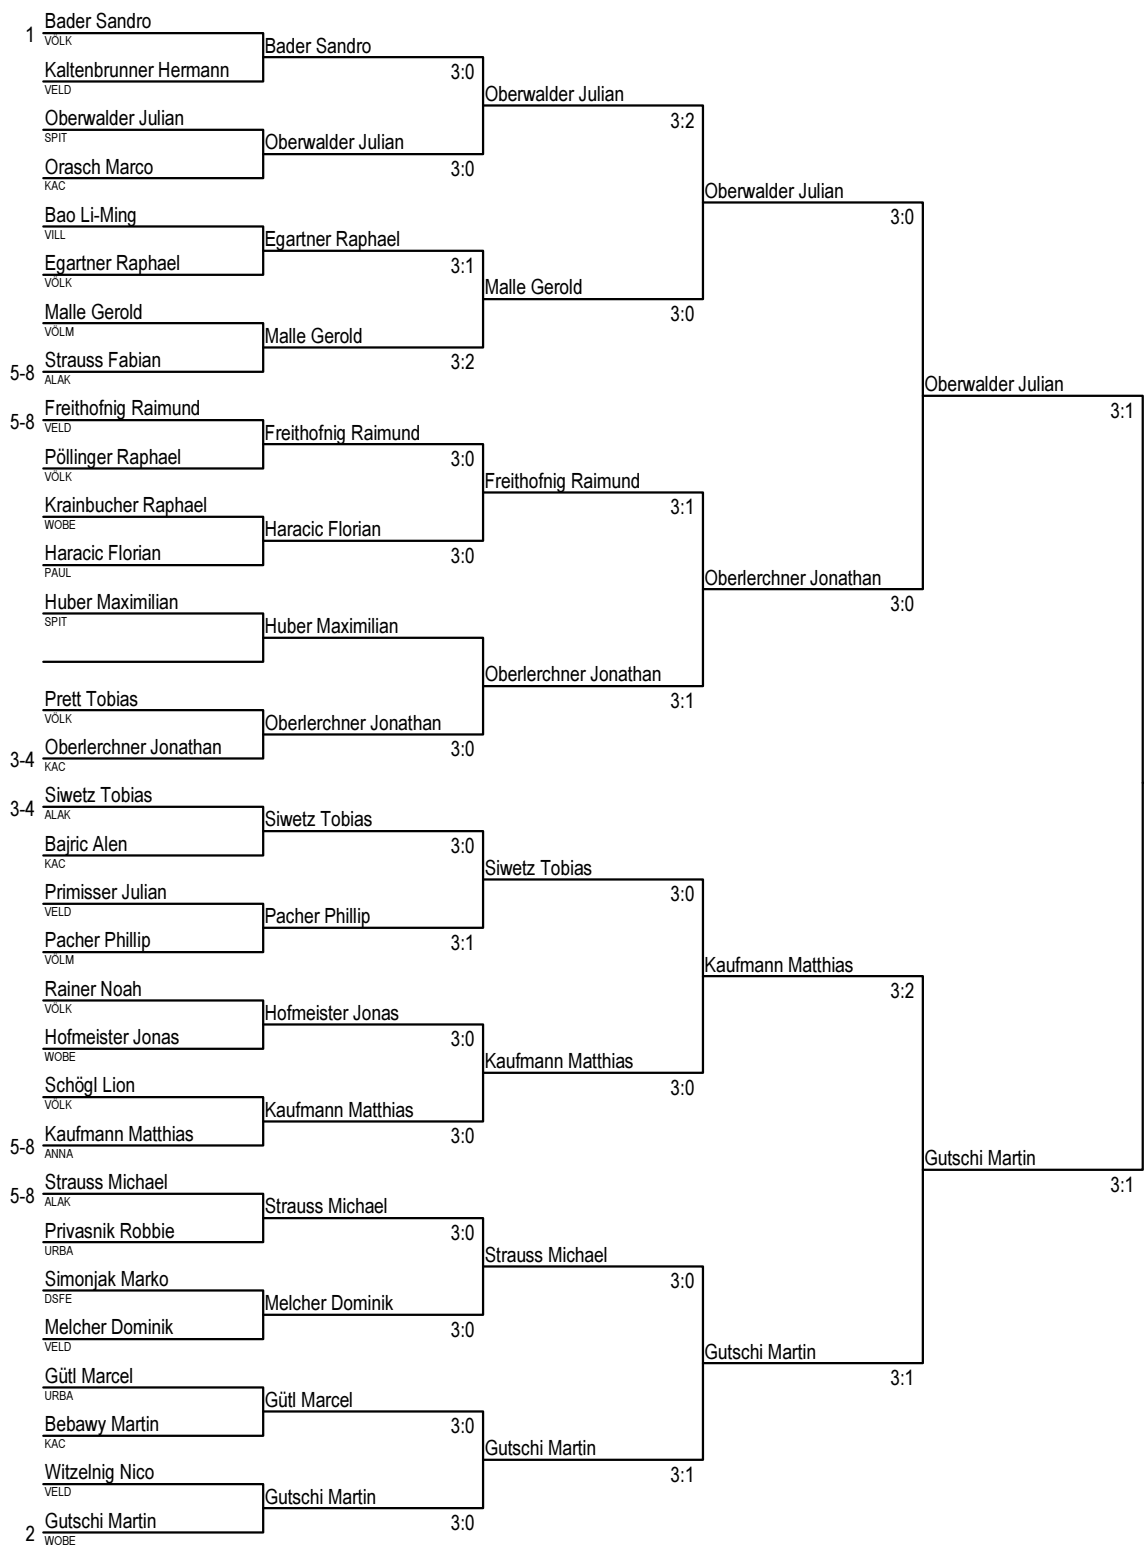 Bader Sandro
1
VÖLK
Bader Sandro
Kaltenbrunner Hermann
3:0
VELD
Oberwalder Julian
Oberwalder Julian
3:2
SPIT
Oberwalder Julian
Orasch Marco
3:0
KAC
Oberwalder Julian
Bao Li-Ming
3:0
VILL
Egartner Raphael
Egartner Raphael
3:1
VÖLK
Malle Gerold
Malle Gerold
3:0
VÖLM
Malle Gerold
Strauss Fabian
3:2
5-8
ALAK
Oberwalder Julian
3:1
Freithofnig Raimund
5-8
VELD
Freithofnig Raimund
Pöllinger Raphael
3:0
VÖLK
Freithofnig Raimund
Krainbucher Raphael
3:1
WOBE
Haracic Florian
Haracic Florian
3:0
PAUL
Oberlerchner Jonathan
Huber Maximilian
3:0
SPIT
Huber Maximilian
Oberlerchner Jonathan
Prett Tobias
3:1
VÖLK
Oberlerchner Jonathan
Oberlerchner Jonathan
3:0
3-4
KAC
Siwetz Tobias
3-4
ALAK
Siwetz Tobias
Bajric Alen
3:0
KAC
Siwetz Tobias
Primisser Julian
3:0
VELD
Pacher Phillip
Pacher Phillip
3:1
VÖLM
Kaufmann Matthias
Rainer Noah
3:2
VÖLK
Hofmeister Jonas
Hofmeister Jonas
3:0
WOBE
Kaufmann Matthias
Schögl Lion
3:0
VÖLK
Kaufmann Matthias
Kaufmann Matthias
3:0
5-8
ANNA
Gutschi Martin
3:1
Strauss Michael
5-8
ALAK
Strauss Michael
Privasnik Robbie
3:0
URBA
Strauss Michael
Simonjak Marko
3:0
DSFE
Melcher Dominik
Melcher Dominik
3:0
VELD
Gutschi Martin
Gütl Marcel
3:1
URBA
Gütl Marcel
Bebawy Martin
3:0
KAC
Gutschi Martin
Witzelnig Nico
3:1
VELD
Gutschi Martin
Gutschi Martin
3:0
2
WOBE